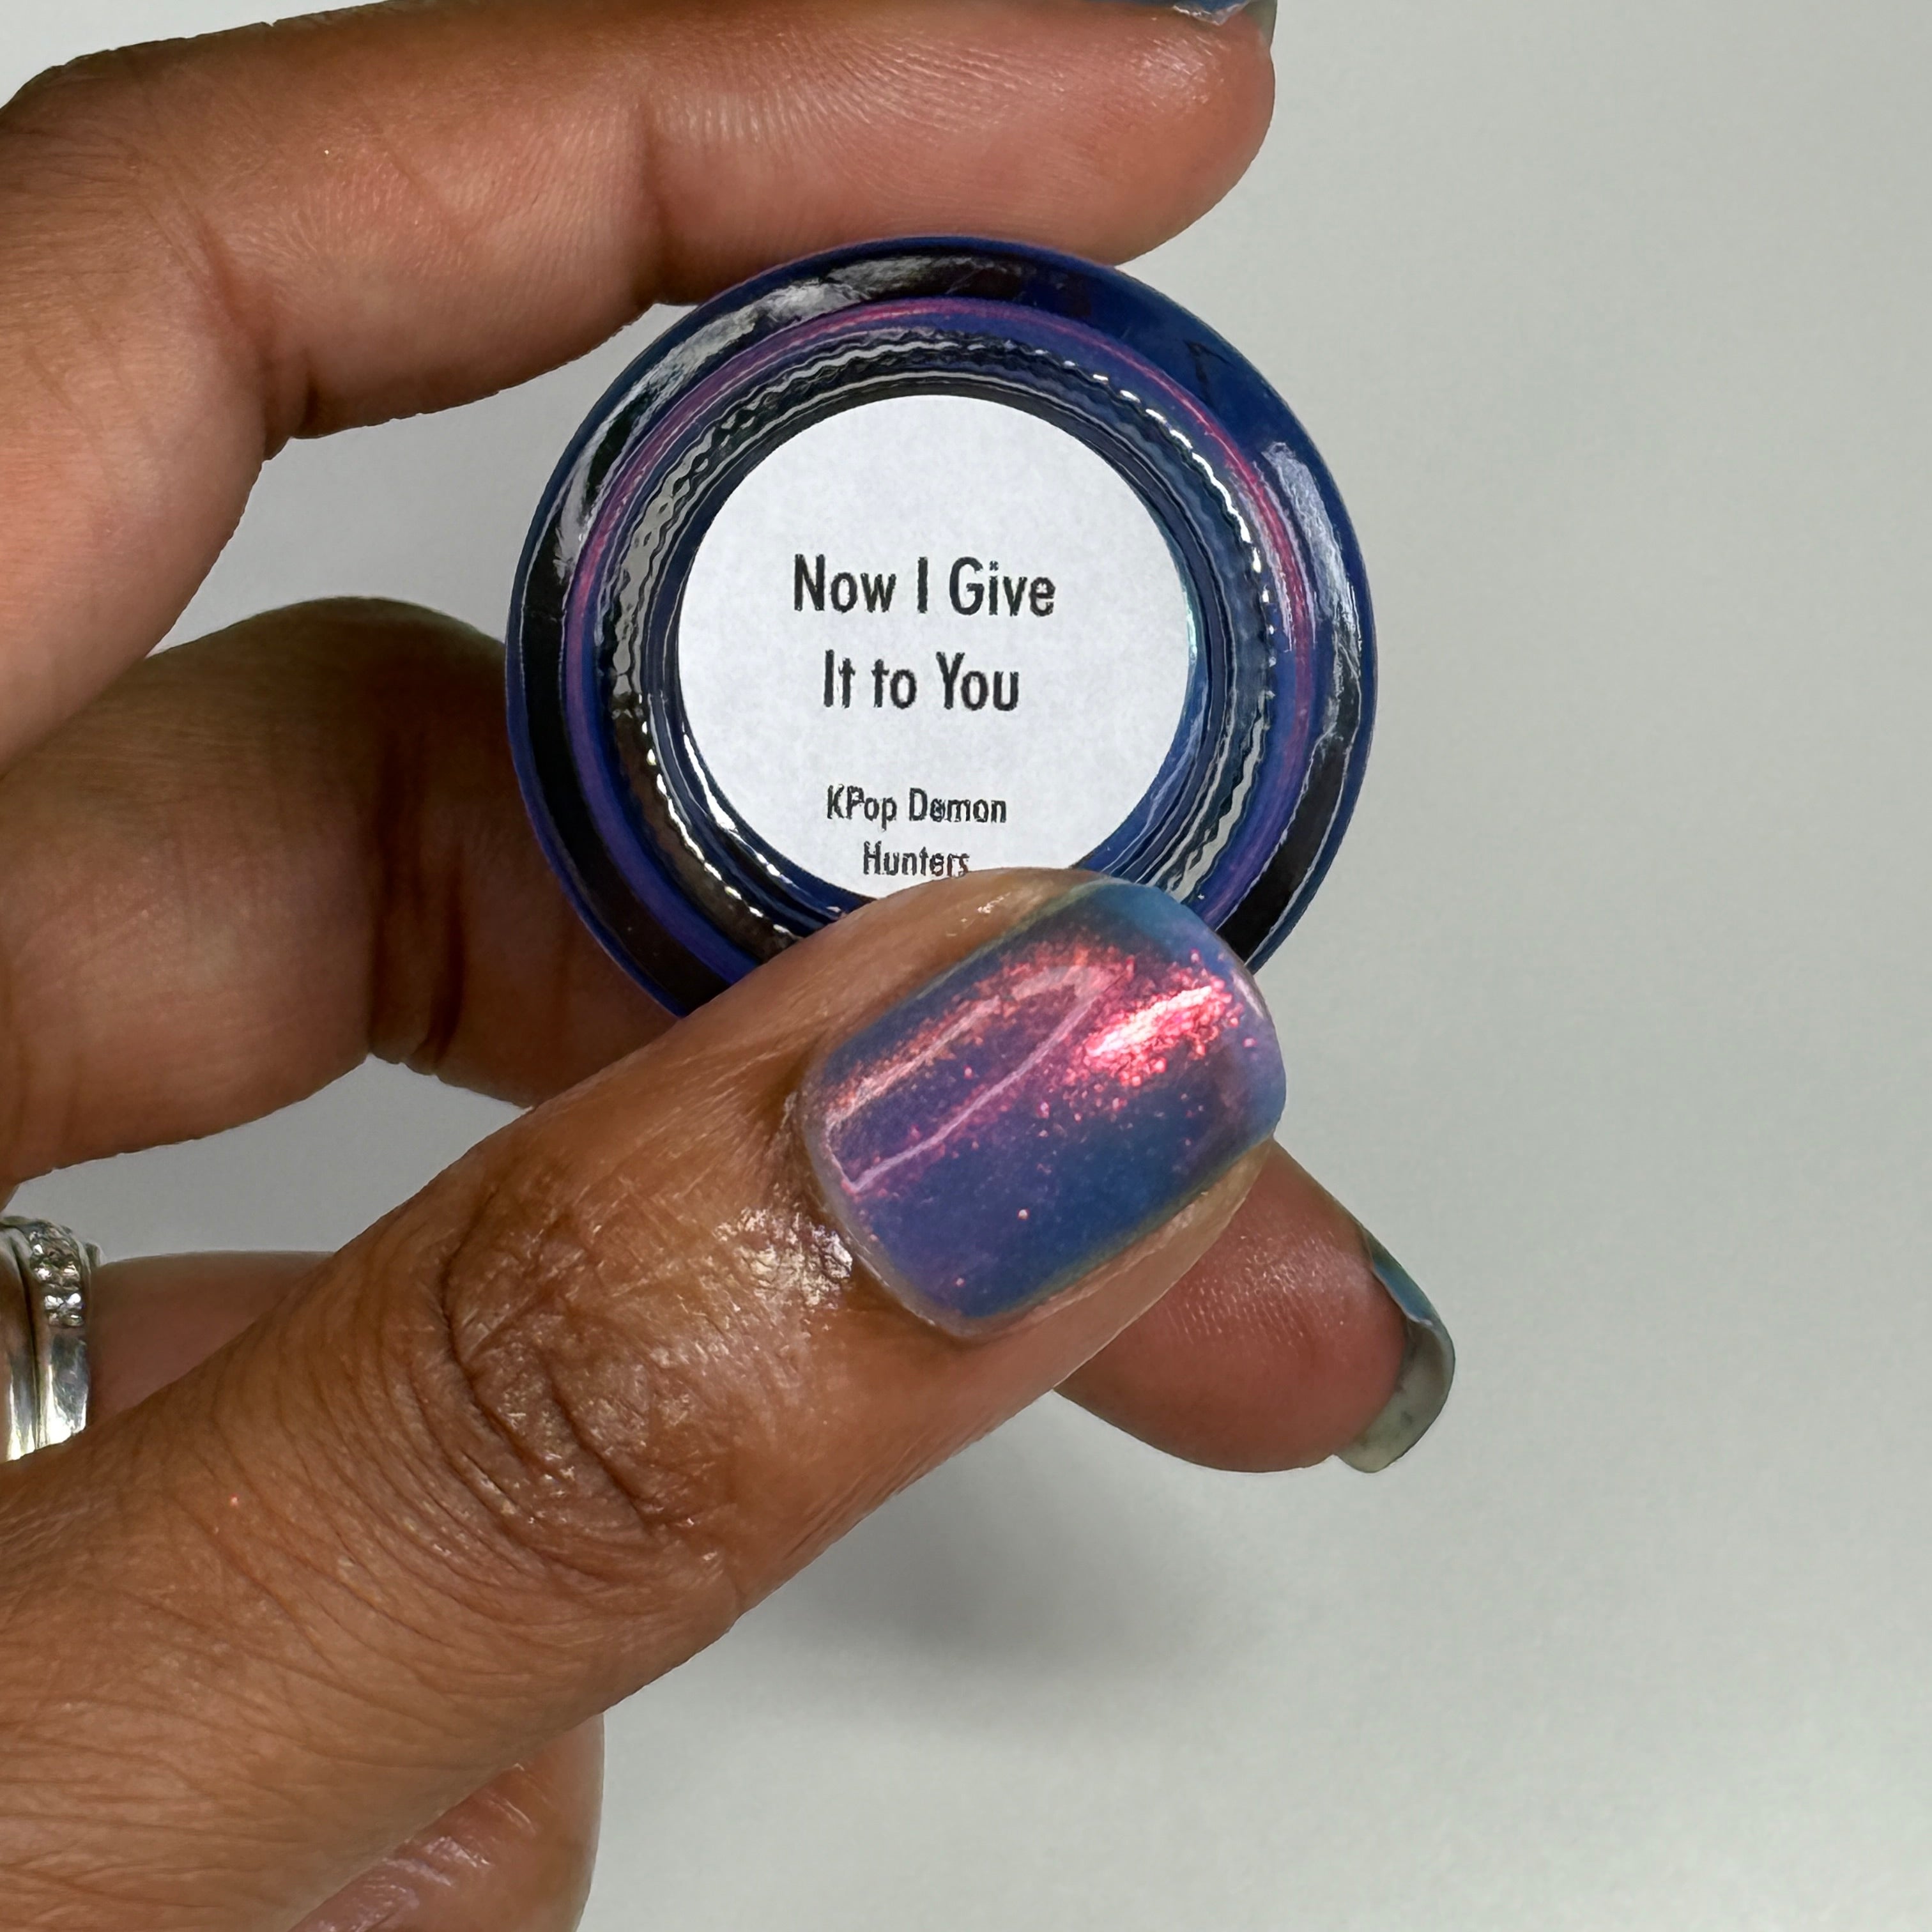 Now I Give
It to You
KPop Demon
Hunters